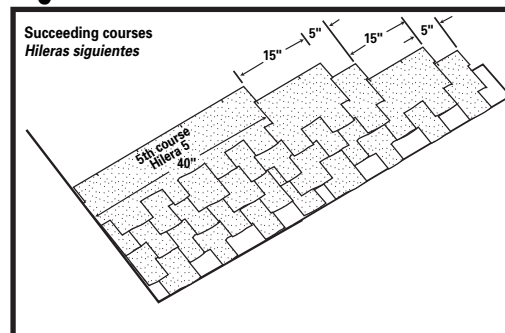 Succeeding courses
Hileras siguientes
15"
5"
15"
5"
5th course
Hilera 5
40"